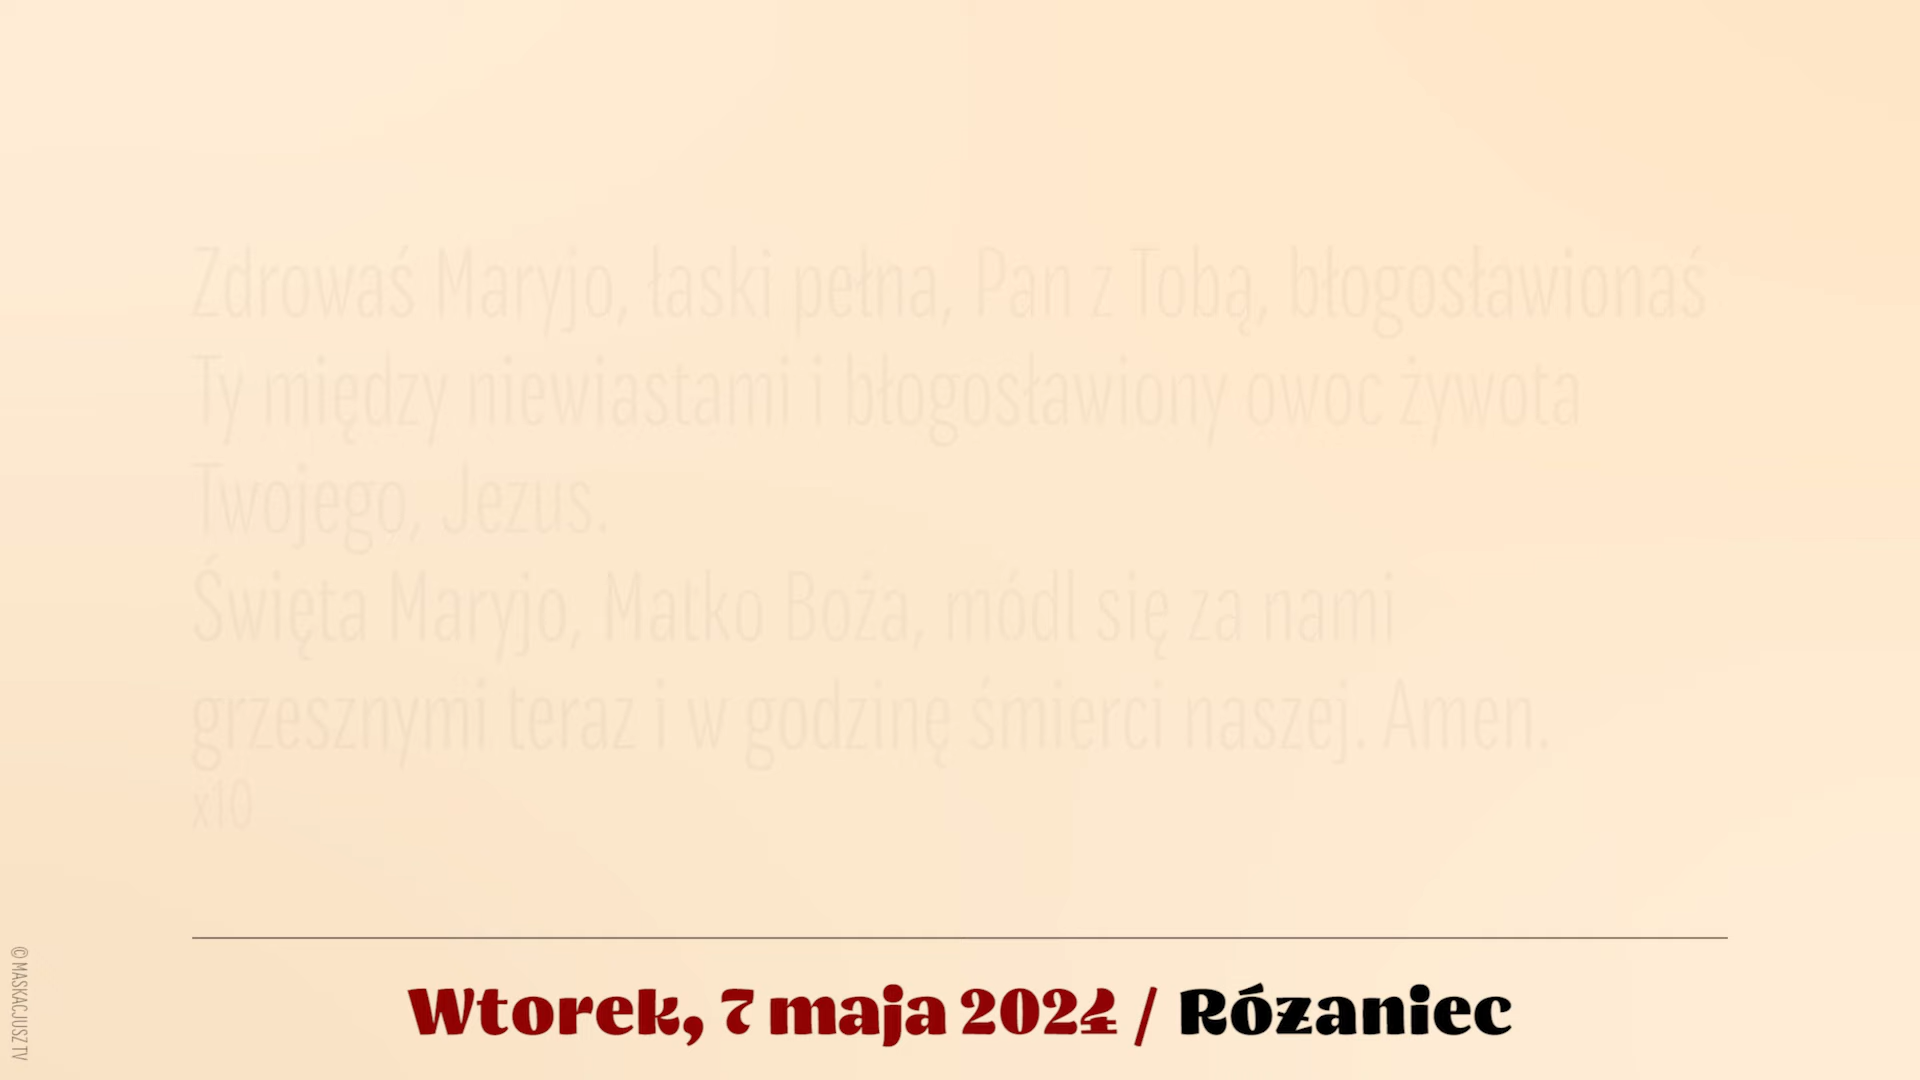 Zdrowaś Maryjo, łaski pełna, Pan z Tobą, błogosławionaś
Ty między niewiastami i błogosławiony owoc żywota
Twojego, Jezus.
Święta Maryjo, Matko Boża, módl się za nami
grzesznymi teraz i w godzinę śmierci naszej. Amen.
x10
Wtorek, 7 maja 2024 / Różaniec
© MASKACJUSZ TV